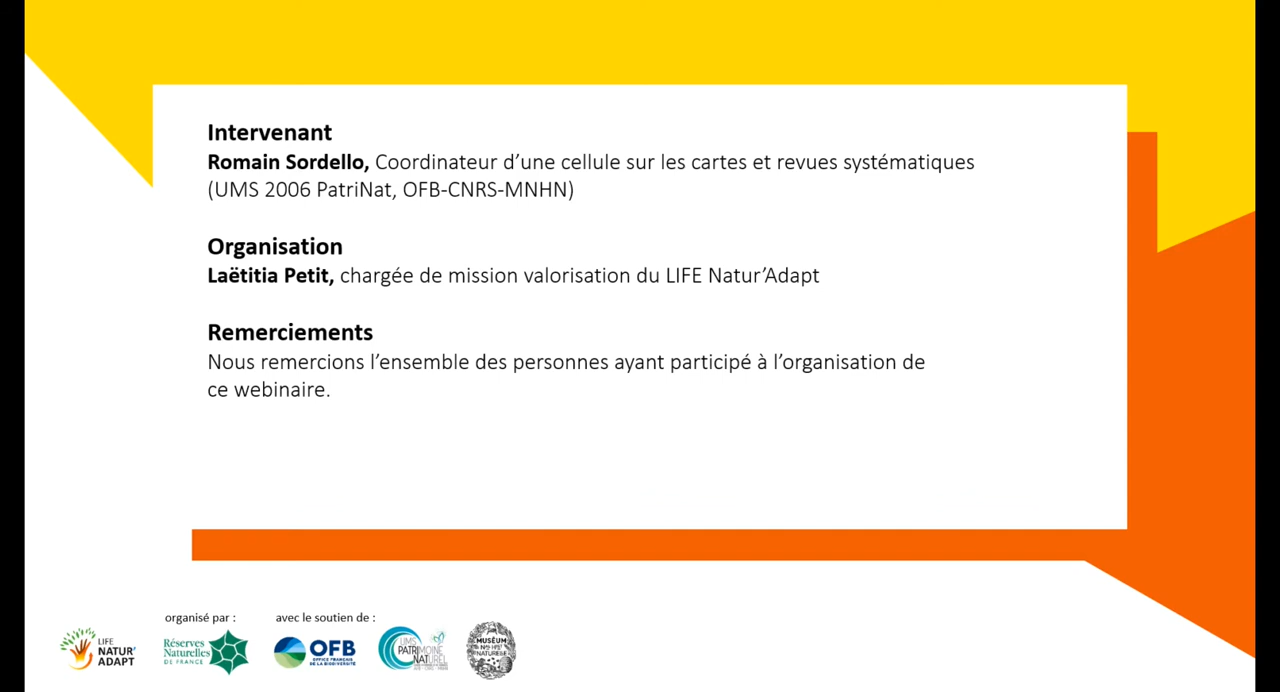 Intervenant
Romain Sordello, Coordinateur d’une cellule sur les cartes et revues systématiques
(UMS 2006 PatriNat, OFB-CNRS-MNHN)
Organisation
Laëtitia Petit, chargée de mission valorisation du LIFE Natur’Adapt
Remerciements
Nous remercions l’ensemble des personnes ayant participé à l’organisation de
ce webinaire.
organisé par :
avec le soutien de :
LIFE
NATUR’
ADAPT
Réserves
Naturelles
DE FRANCE
OFB
OFFICE FRANÇAIS
DE LA BIODIVERSITÉ
UMS
PATRIMOINE
NATUREL
MUSÉUM